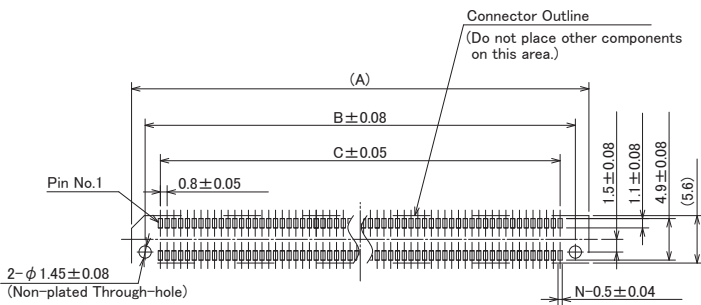 Connector Outline
(Do not place other components
on this area.)
(A)
B±0.08
C±0.05
Pin No.1
0.8±0.05
1.5±0.08
1.1±0.08
4.9±0.08
(5.6)
2-φ1.45±0.08
(Non-plated Through-hole)
N-0.5±0.04